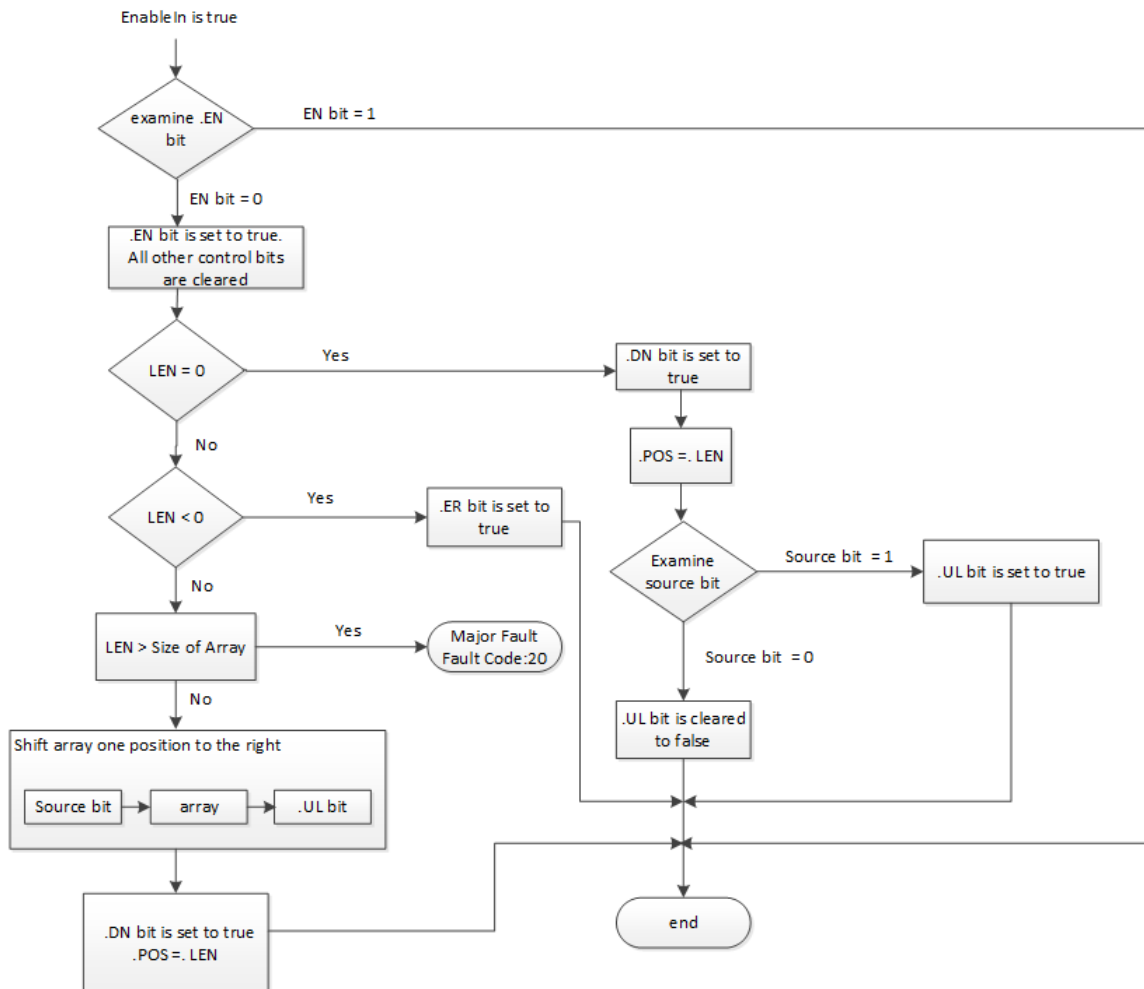 EnableIn is true
examine .EN
bit
EN bit = 1
EN bit = 0
.EN bit is set to true.
All other control bits
are cleared
LEN = 0
Yes
.DN bit is set to
true
No
.POS =. LEN
LEN < 0
Yes
.ER bit is set to
true
Examine
source bit
Source bit = 1
.UL bit is set to true
No
LEN > Size of Array
Yes
Major Fault
Fault Code:20
Source bit = 0
No
.UL bit is cleared
to false
Shift array one position to the right
Source bit
array
.UL bit
.DN bit is set to true
.POS =. LEN
end